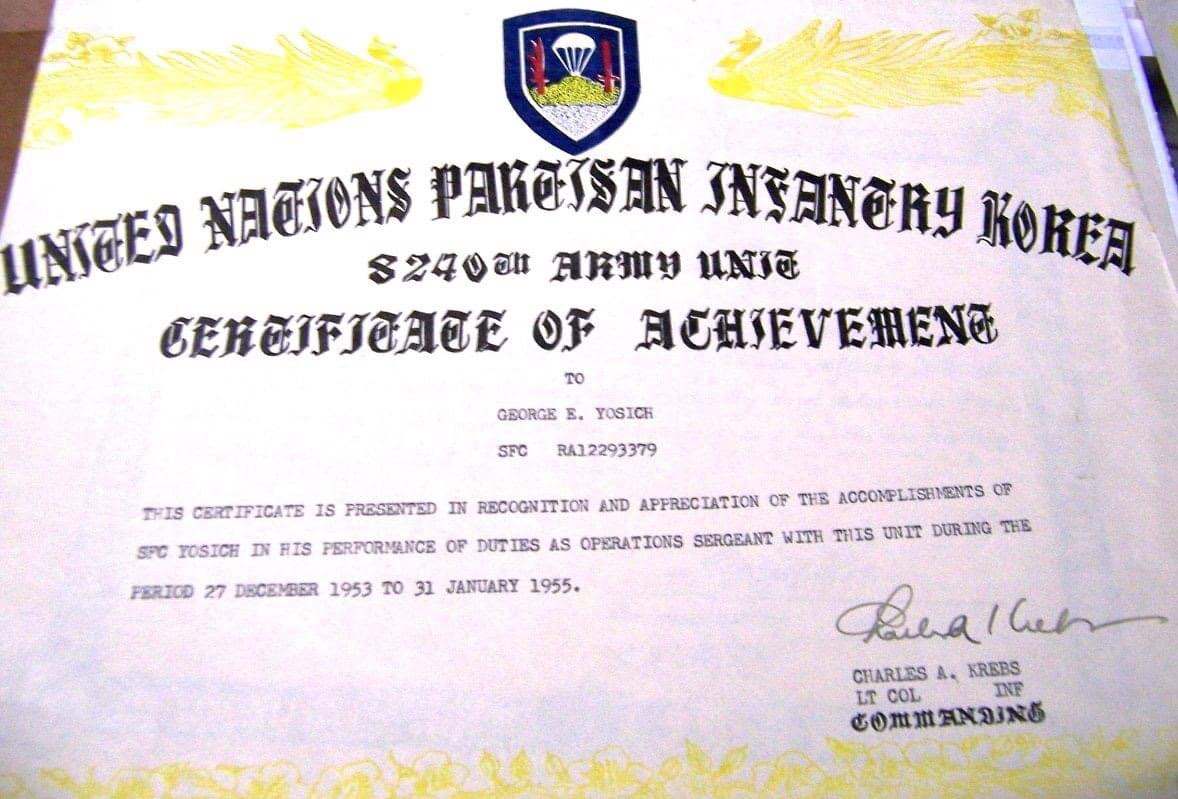 UNITED NATIONS PARTISAN INFANTRY KOREA
8240TH ARMY UNIT
CERTIFICATE OF ACHIEVEMENT
TO
GEORGE E. YOSICH
SFC RA12293379
THIS CERTIFICATE IS PRESENTED IN RECOGNITION AND APPRECIATION OF THE ACCOMPLISHMENTS OF
SFC YOSICH IN HIS PERFORMANCE OF DUTIES AS OPERATIONS SERGEANT WITH THIS UNIT DURING THE
PERIOD 27 DECEMBER 1953 TO 31 JANUARY 1955.
CHARLES A. KREBS
LT COL INF
COMMANDING